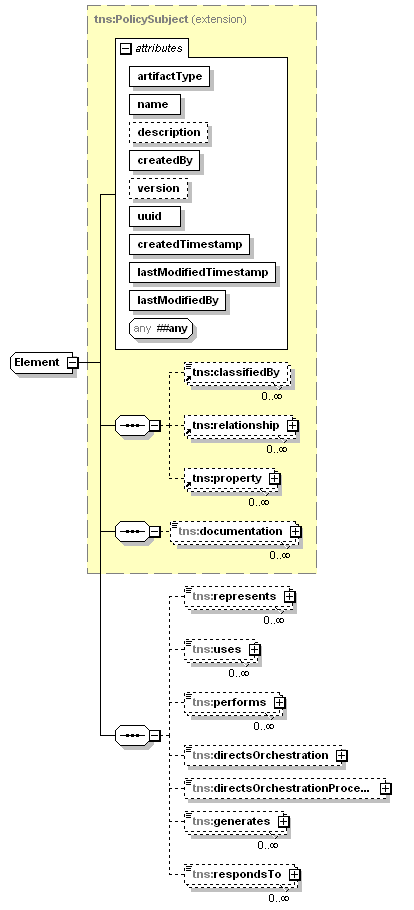 tns:PolicySubject (extension)
attributes
artifactType
name
description
createdBy
version
uuid
createdTimestamp
lastModifiedTimestamp
lastModifiedBy
any ##any
Element
tns:classifiedBy
0..∞
tns:relationship
0..∞
tns:property
0..∞
tns:documentation
0..∞
tns:represents
0..∞
tns:uses
0..∞
tns:performs
0..∞
tns:directsOrchestration
tns:directsOrchestrationProce...
tns:generates
0..∞
tns:respondsTo
0..∞